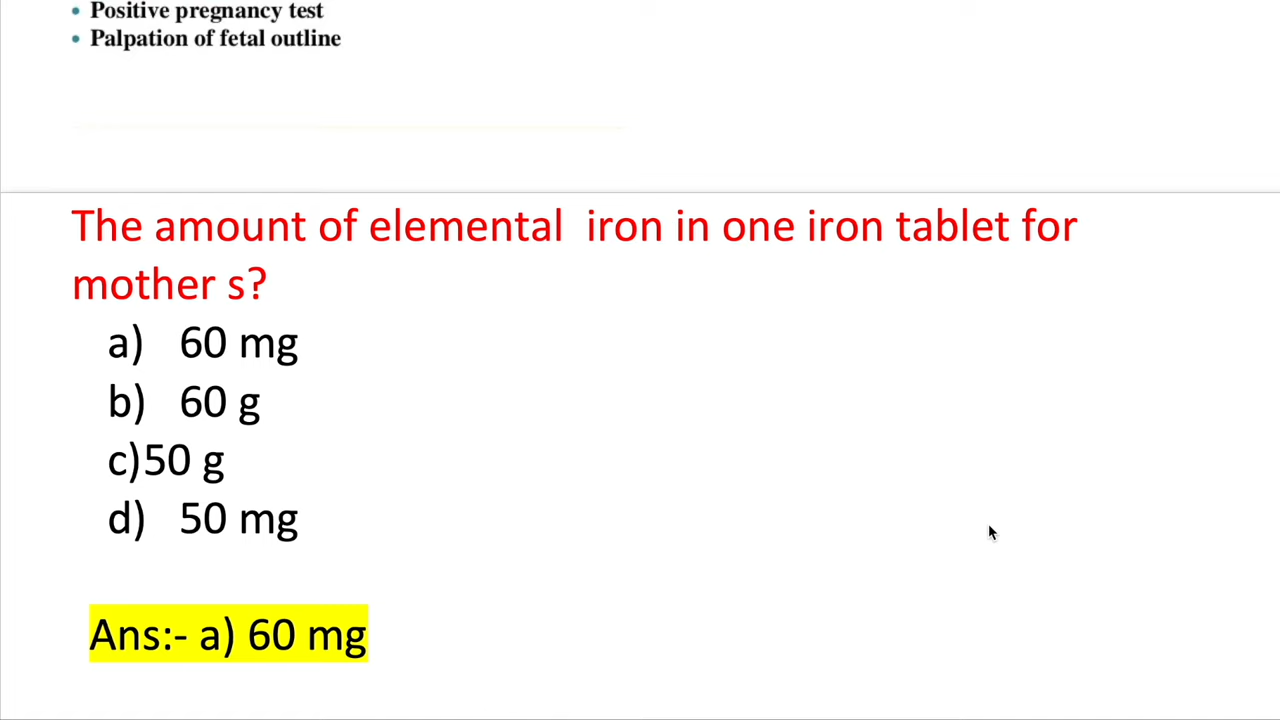 • Positive pregnancy test
• Palpation of fetal outline
The amount of elemental  iron in one iron tablet for
mother s?
a)   60 mg
b)   60 g
c)50 g
d)   50 mg
Ans:- a) 60 mg